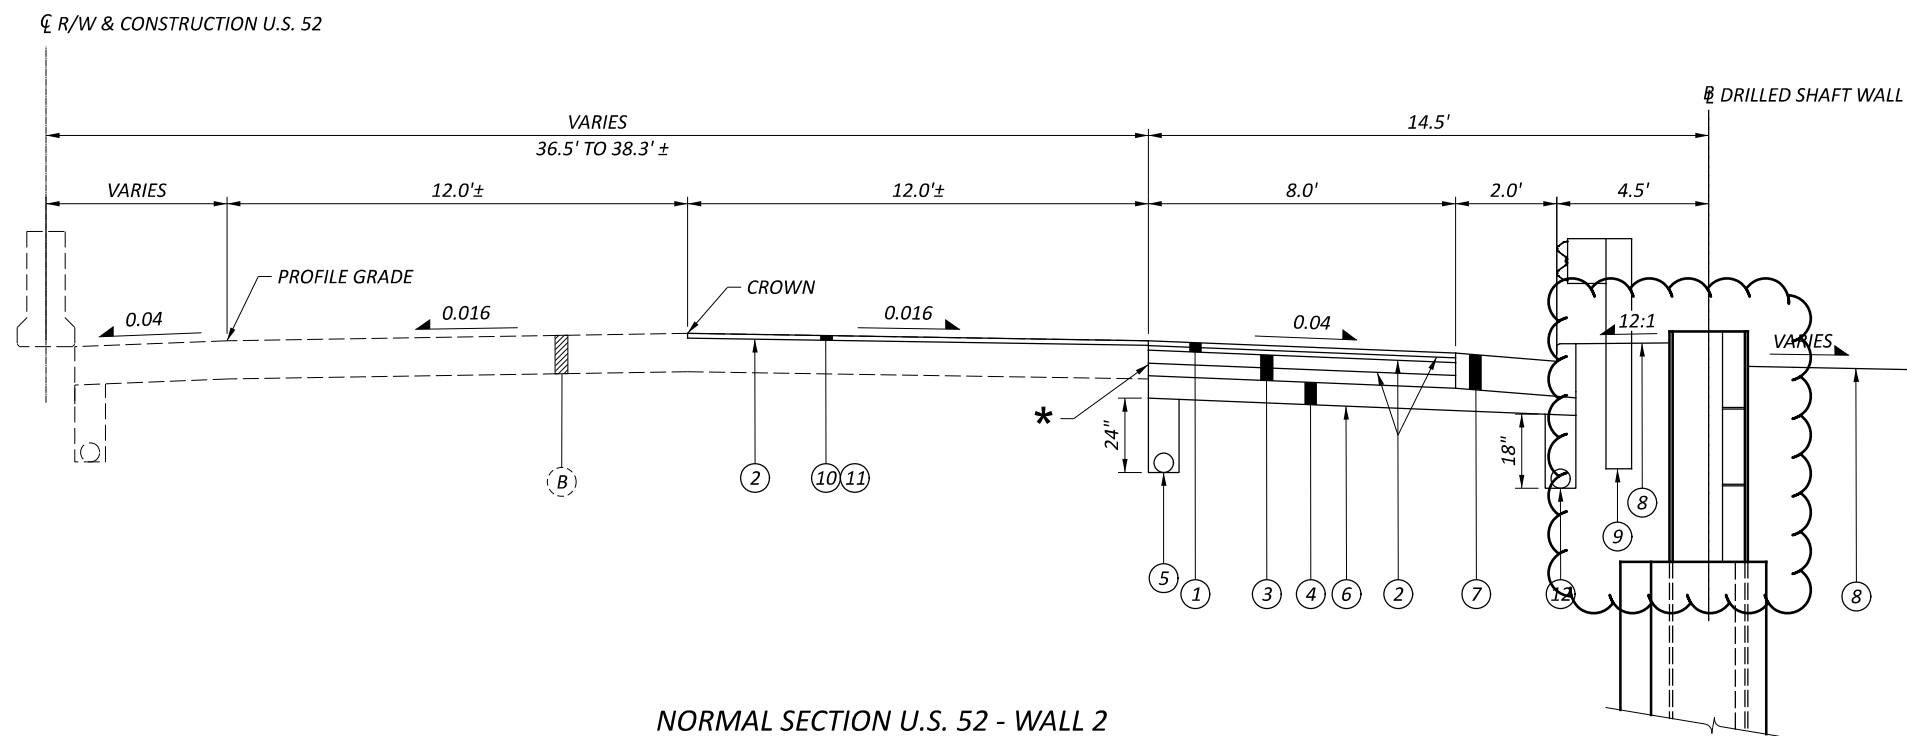 ℄ R/W & CONSTRUCTION U.S. 52
B DRILLED SHAFT WALL
VARIES
14.5'
36.5' TO 38.3' ±
VARIES
12.0'±
12.0'±
8.0'
2.0'
4.5'
PROFILE GRADE
CROWN
0.04
0.016
0.016
0.04
12:1
VARIES
*
24"
18"
B
2
10
11
8
9
5
1
3
4
6
2
7
12
8
NORMAL SECTION U.S. 52 - WALL 2